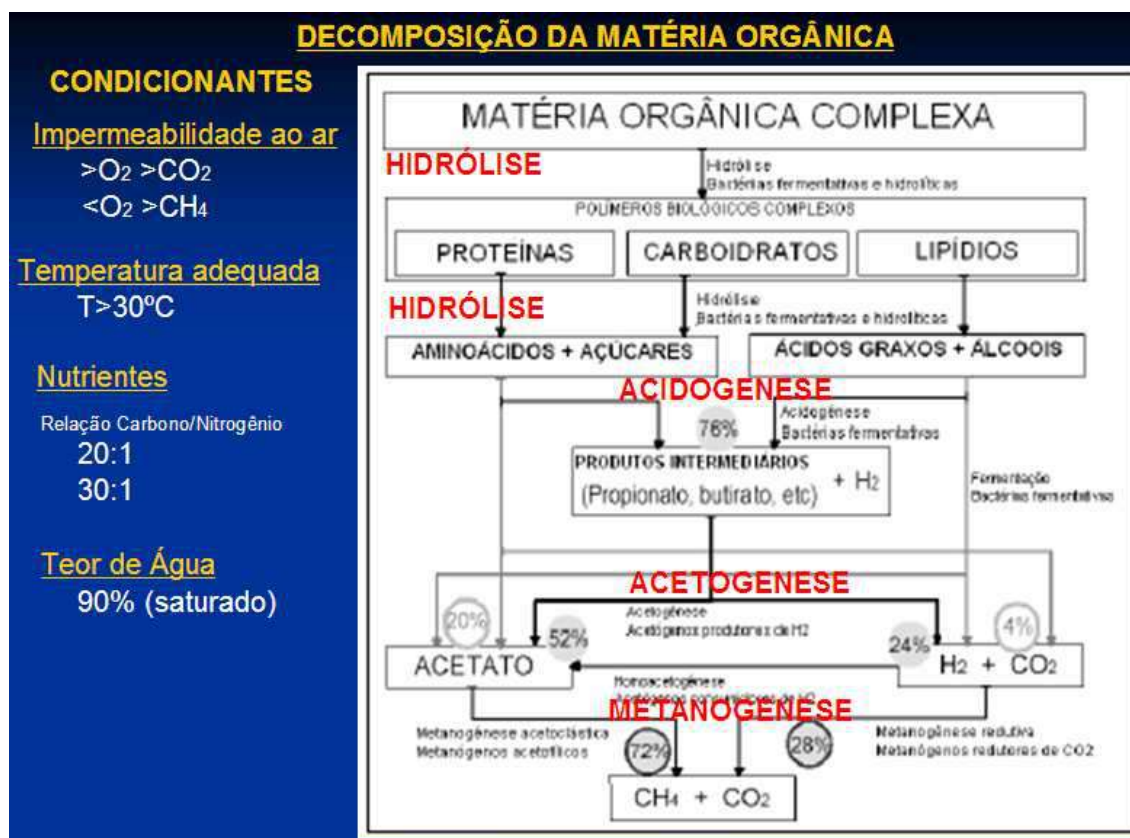 DECOMPOSIÇÃO DA MATÉRIA ORGÂNICA
CONDICIONANTES
Impermeabilidade ao ar
>O2 >CO2
<O2 >CH4
Temperatura adequada
T>30ºC
Nutrientes
Relação Carbono/Nitrogênio
20:1
30:1
Teor de Água
90% (saturado)
MATÉRIA ORGÂNICA COMPLEXA
HIDRÓLISE
Hidrólise
Bactérias fermentativas e hidrolíticas
POLÍMEROS BIOLÓGICOS COMPLEXOS
PROTEÍNAS
CARBOIDRATOS
LIPÍDIOS
HIDRÓLISE
Hidrólise
Bactérias fermentativas e hidrolíticas
AMINOÁCIDOS + AÇÚCARES
ÁCIDOS GRAXOS + ÁLCOOIS
ACIDOGENESE
76%
Acidogênese
Bactérias fermentativas
PRODUTOS INTERMEDIÁRIOS
(Propionato, butirato, etc)
+ H2
Fermentação
Bactérias fermentativas
ACETOGENESE
Acetogênese
Acetógenos produtores de H2
20%
52%
24%
4%
ACETATO
H2 + CO2
Homoacetogênese
METANOGENESE
Metanogênese acetoclástica
Metanógenos acetofílicos
72%
28%
Metanogênese redutiva
Metanógenos redutores de CO2
CH4 + CO2